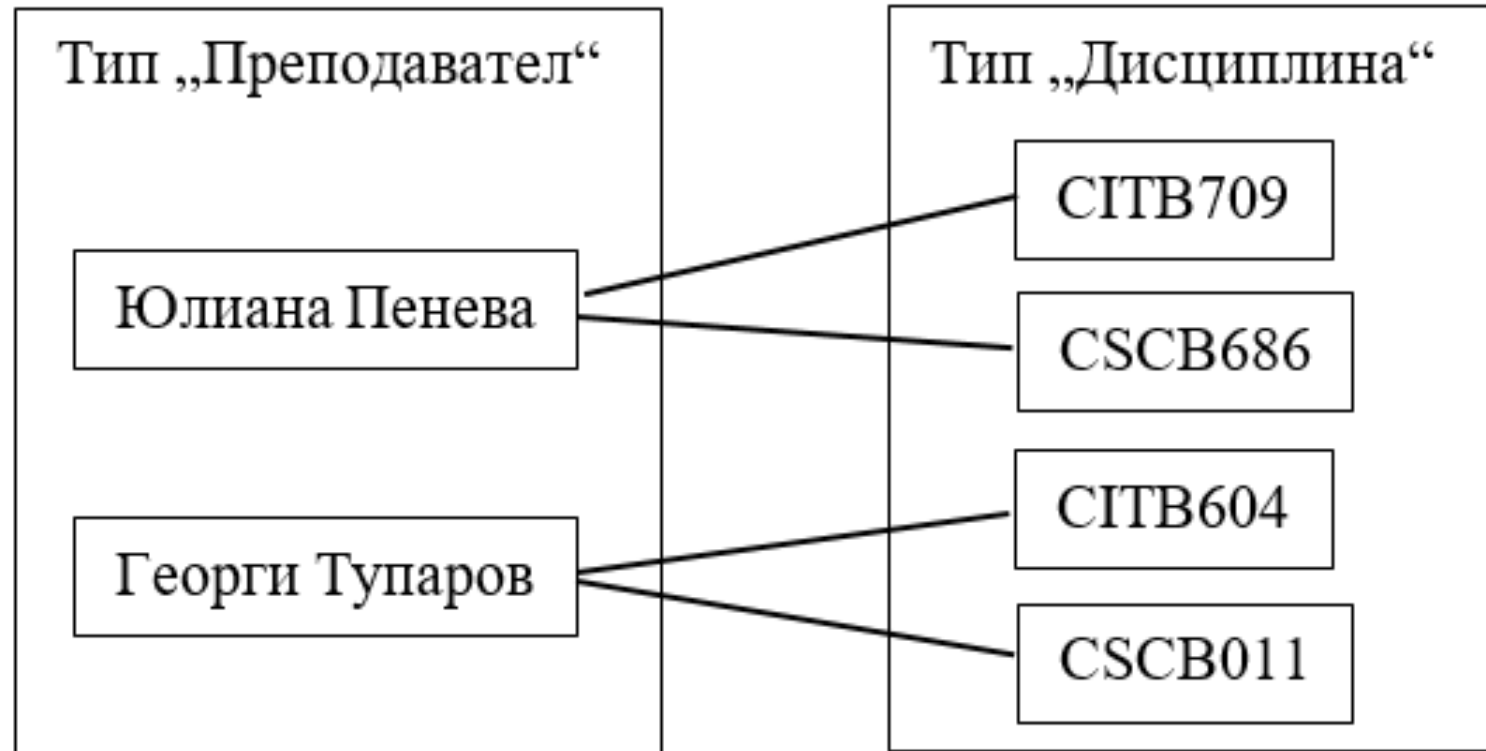 Тип „Преподавател“
Юлиана Пенева
Георги Тупаров
Тип „Дисциплина“
CITB709
CSCB686
CITB604
CSCB011